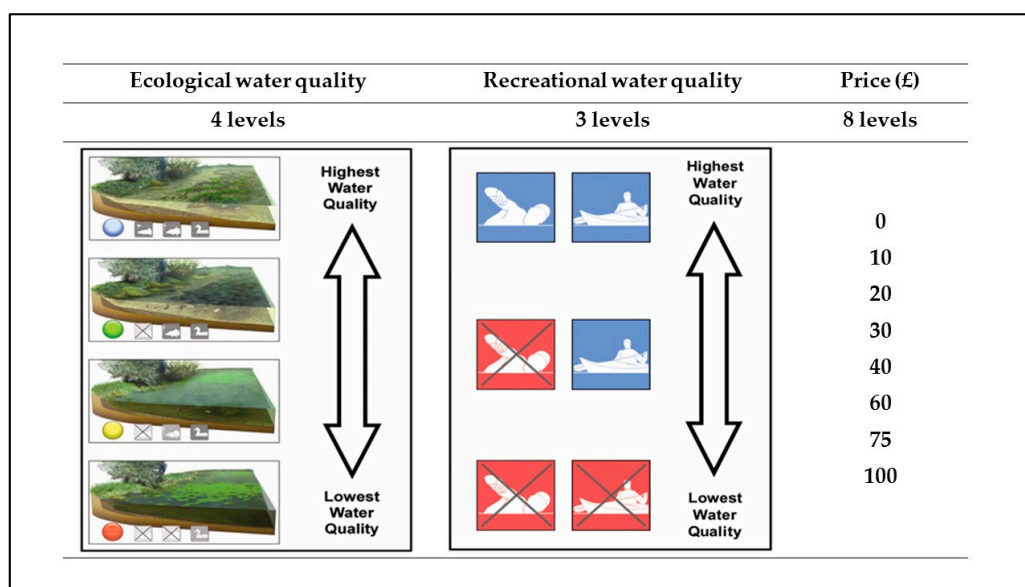 Ecological water quality
Recreational water quality
Price (£)
4 levels
3 levels
8 levels
Highest
Water
Quality
Lowest
Water
Quality
Highest
Water
Quality
Lowest
Water
Quality
0
10
20
30
40
60
75
100